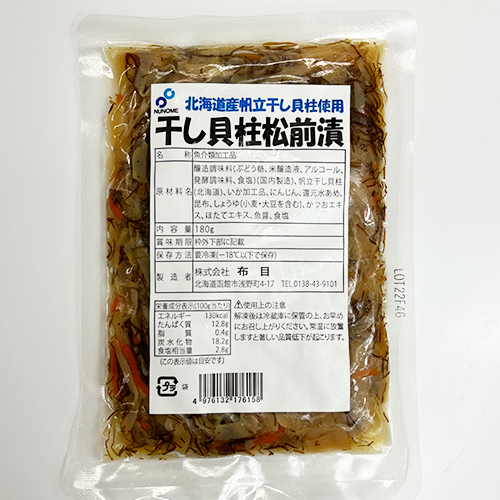 NUNOME
北海道産帆立干し貝柱使用
干し貝柱松前漬
名称 魚介類加工品
原材料名 醸造調味料(ぶどう糖、米醸造液、アルコール、
発酵調味料、食塩)(国内製造)、帆立干し貝柱
(北海道)、いか加工品、にんじん、還元水あめ、
昆布、しょうゆ(小麦・大豆を含む)、かつおエキ
ス、ほたてエキス、魚醤、食塩
内容量 180g
賞味期限 枠外下部に記載
保存方法 要冷凍(−18℃以下で保存)
製造者 株式会社 布目
北海道函館市浅野町4-17 TEL,0138-43-9101
栄養成分表示(100g当たり)
エネルギー 130kcal
たんぱく質 12.8g
脂質 0.4g
炭水化物 18.2g
食塩相当量 2.8g
(この表示値は目安です)
⚠使用上の注意
解凍後は冷蔵庫に保管の上、お早め
にお召し上がりください。常温に放置
しますと著しい品質低下が起こります。
プラ 袋
4 976132 176158
LOT22F46